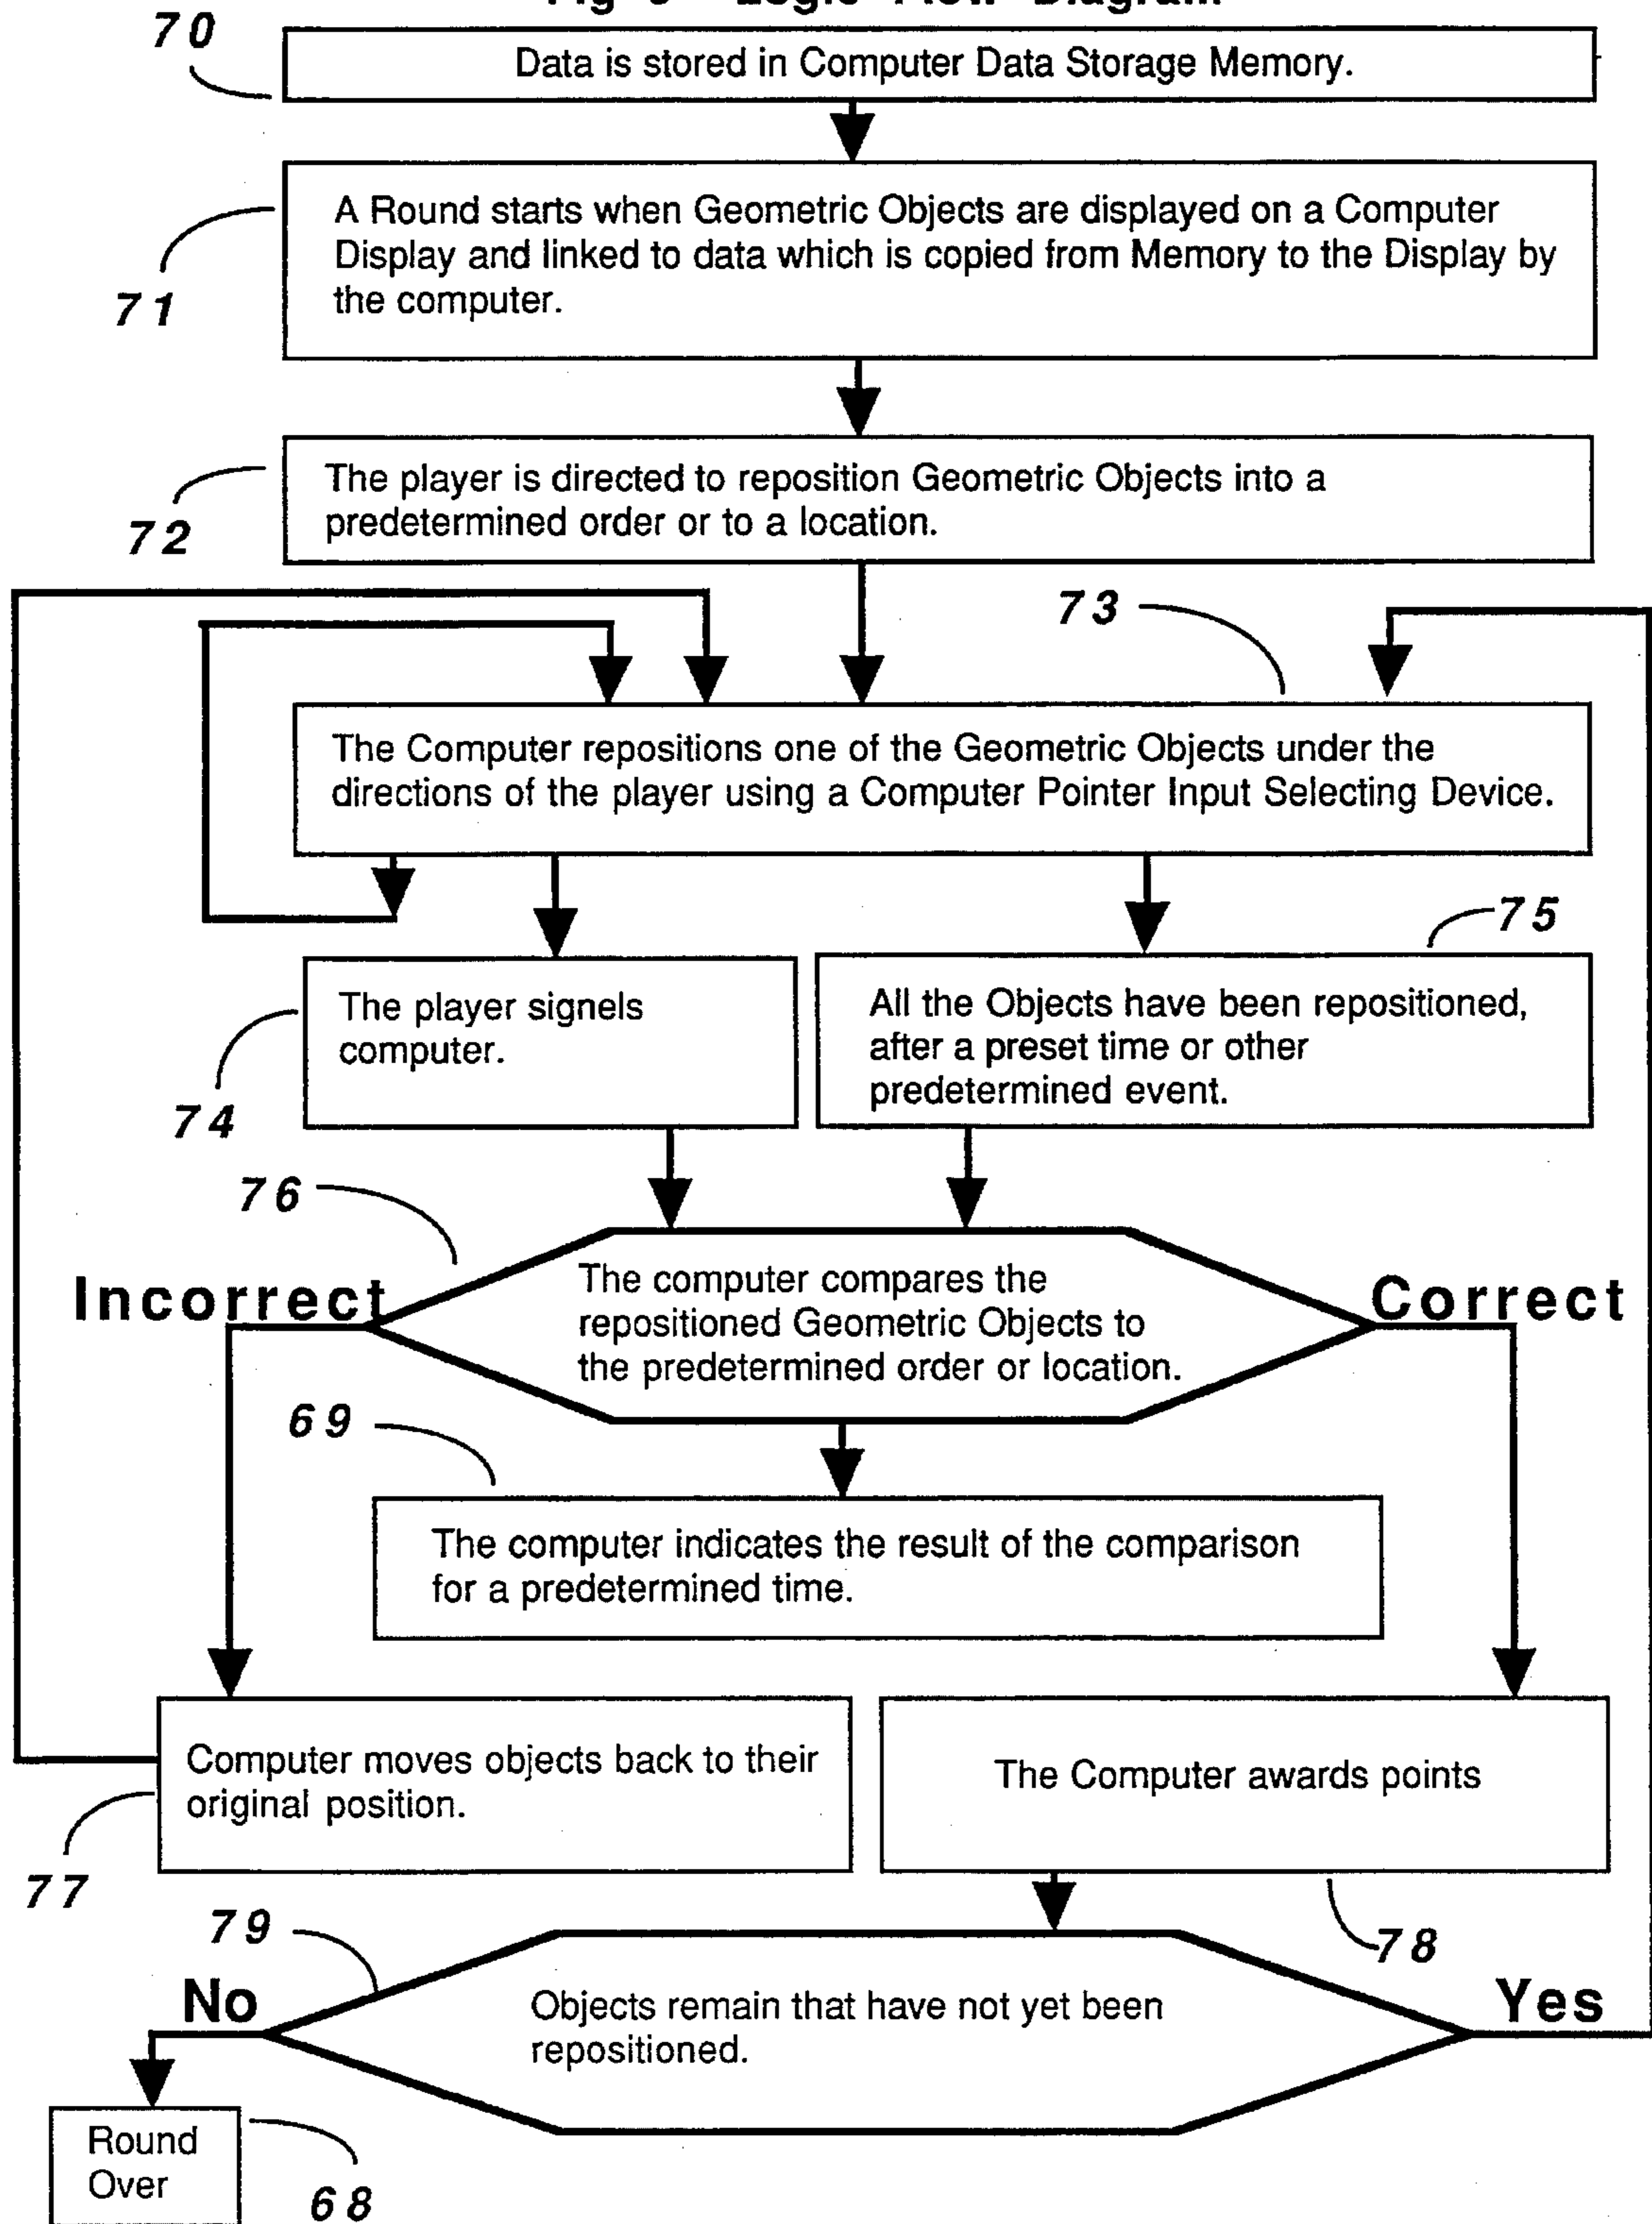 Logic Flow Diagram
70
Data is stored in Computer Data Storage Memory.
A Round starts when Geometric Objects are displayed on a Computer
Display and linked to data which is copied from Memory to the Display by
the computer.
71
The player is directed to reposition Geometric Objects into a
predetermined order or to a location.
72
73
The Computer repositions one of the Geometric Objects under the
directions of the player using a Computer Pointer Input Selecting Device.
75
The player signels
computer.
74
All the Objects have been repositioned,
after a preset time or other
predetermined event.
76
Incorrect
Correct
The computer compares the
repositioned Geometric Objects to
the predetermined order or location.
69
The computer indicates the result of the comparison
for a predetermined time.
Computer moves objects back to their
original position.
77
The Computer awards points
78
79
No
Yes
Objects remain that have not yet been
repositioned.
Round
Over
68